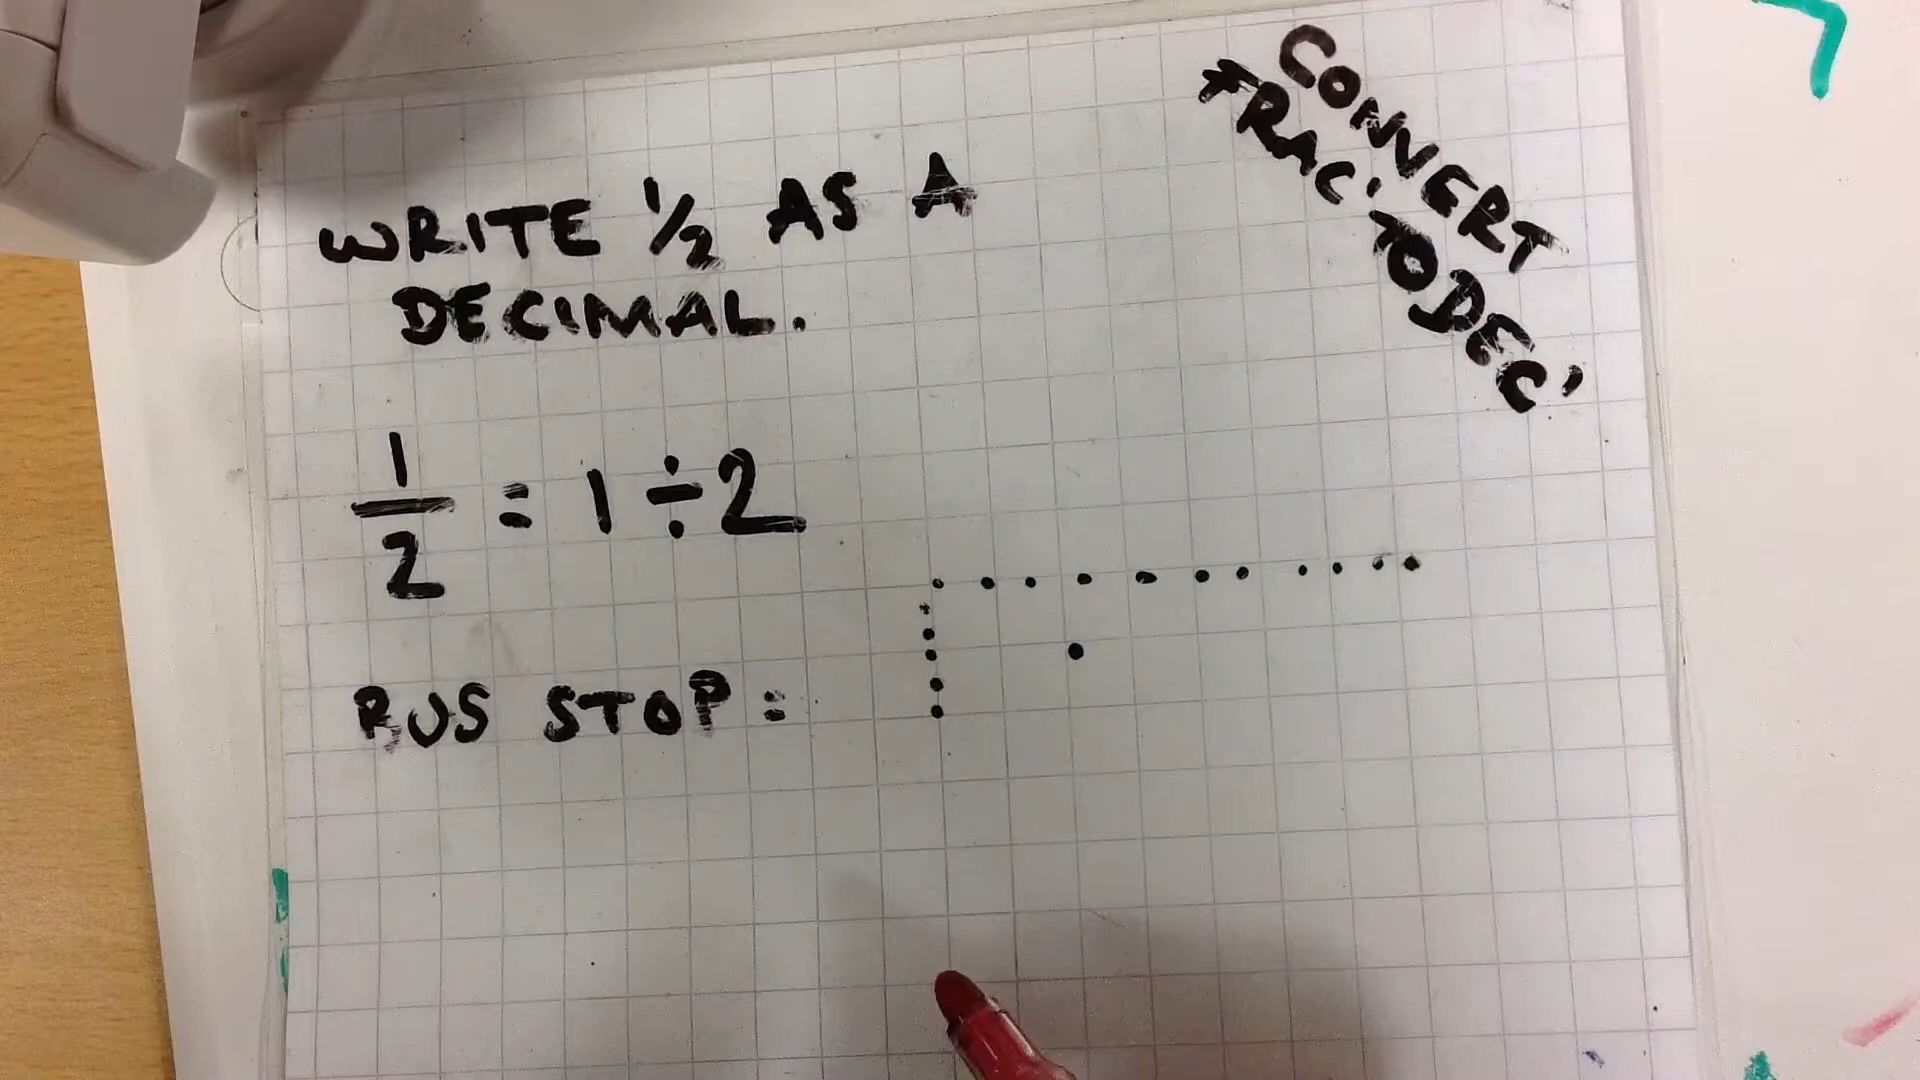 CONVERT
FRAC' TO DEC'
WRITE 1/2 AS A
DECIMAL.
1/2 = 1 ÷ 2
BUS STOP: